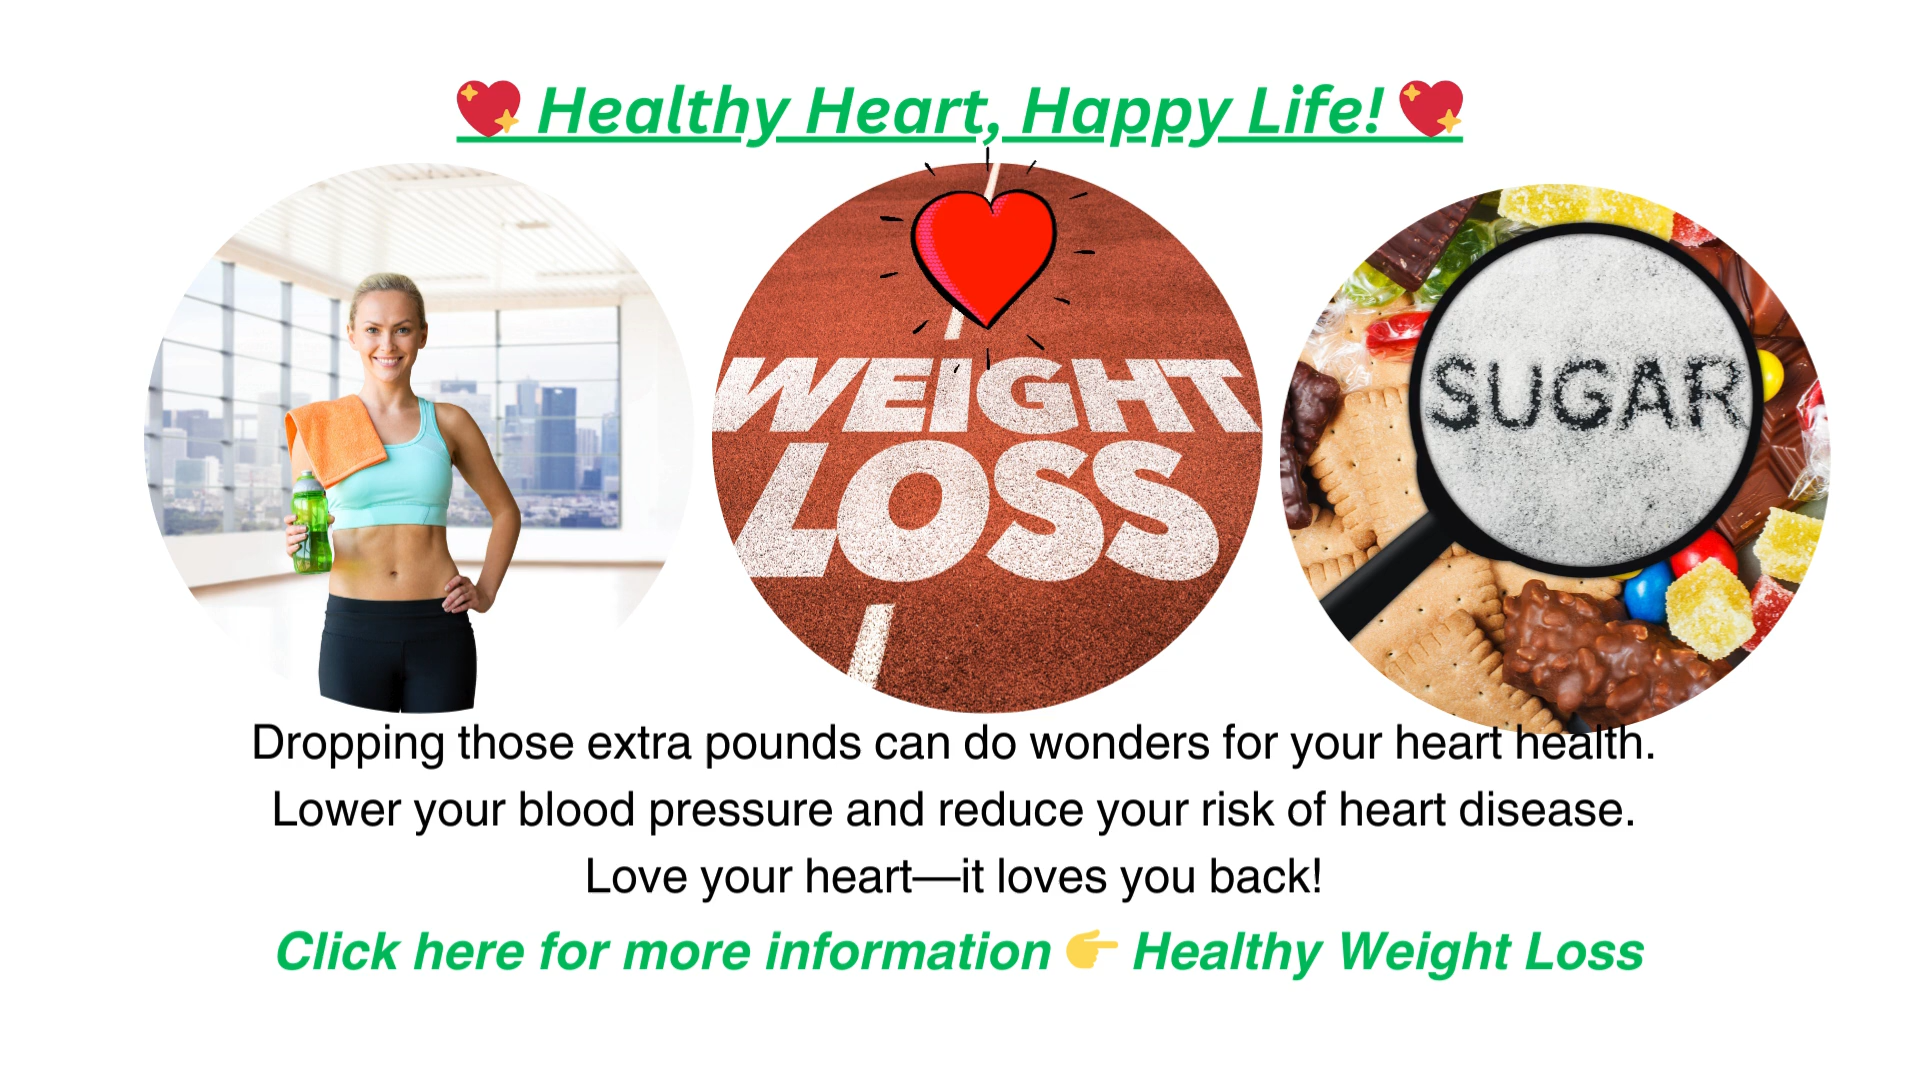 💖 Healthy Heart, Happy Life! 💖
WEIGHT
LOSS
SUGAR
Dropping those extra pounds can do wonders for your heart health.
Lower your blood pressure and reduce your risk of heart disease.
Love your heart—it loves you back!
Click here for more information 👉 Healthy Weight Loss